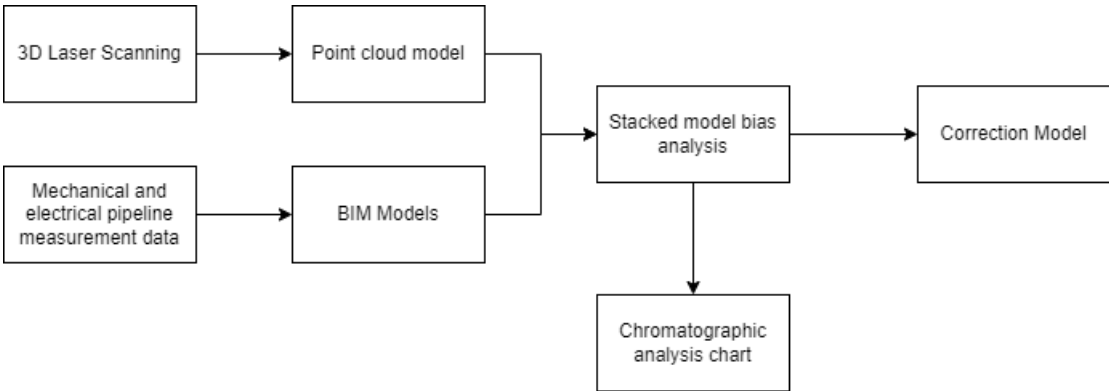 3D Laser Scanning
Point cloud model
Stacked model bias
analysis
Correction Model
Mechanical and
electrical pipeline
measurement data
BIM Models
Chromatographic
analysis chart